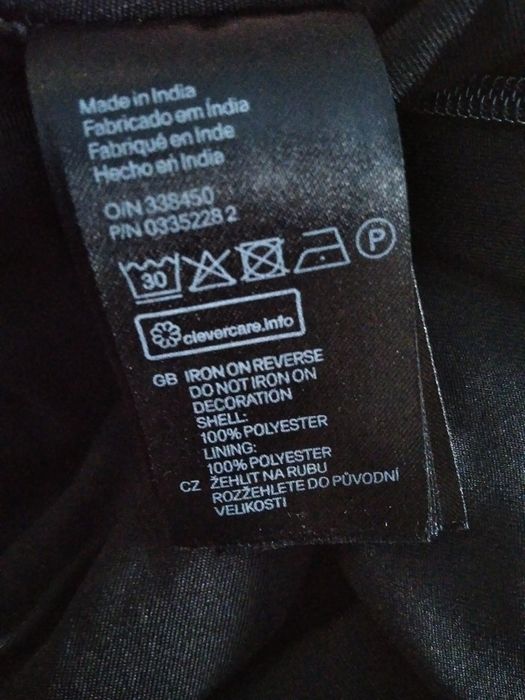 Made in India
Fabricado em Índia
Fabriqué en Inde
Hecho en India
O/N 338450
P/N 0335228 2
30 P
clevercare.info
GB IRON ON REVERSE
DO NOT IRON ON
DECORATION
SHELL:
100% POLYESTER
LINING:
100% POLYESTER
CZ ŽEHLIT NA RUBU
ROZŽEHLETE DO PŮVODNÍ
VELIKOSTI